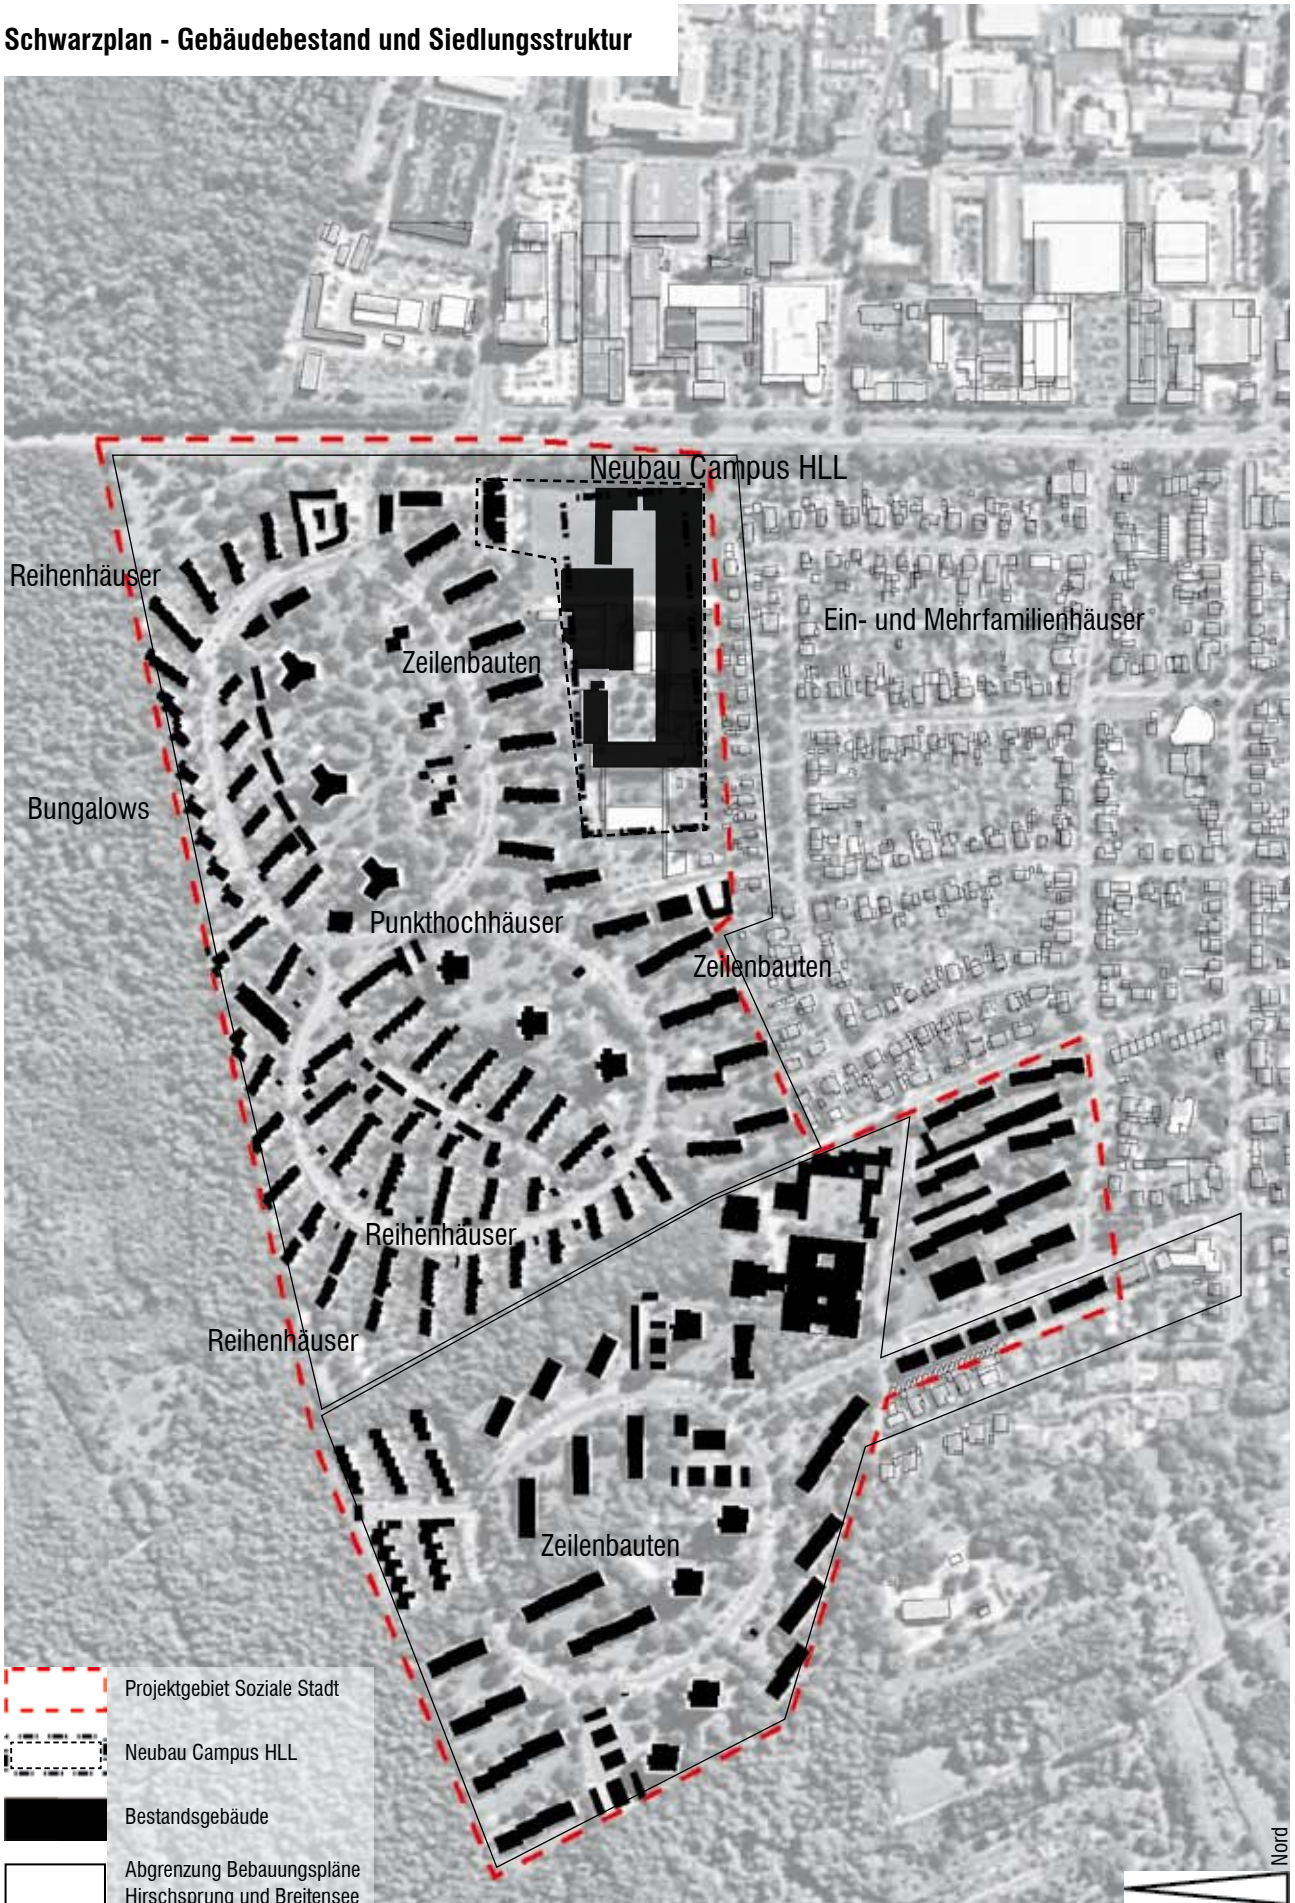 Schwarzplan - Gebäudebestand und Siedlungsstruktur
Neubau Campus HLL
Reihenhäuser
Ein- und Mehrfamilienhäuser
Zeilenbauten
Bungalows
Punkthochhäuser
Zeilenbauten
Reihenhäuser
Reihenhäuser
Zeilenbauten
Projektgebiet Soziale Stadt
Neubau Campus HLL
Bestandsgebäude
Abgrenzung Bebauungspläne
Hirschsprung und Breitensee
Nord